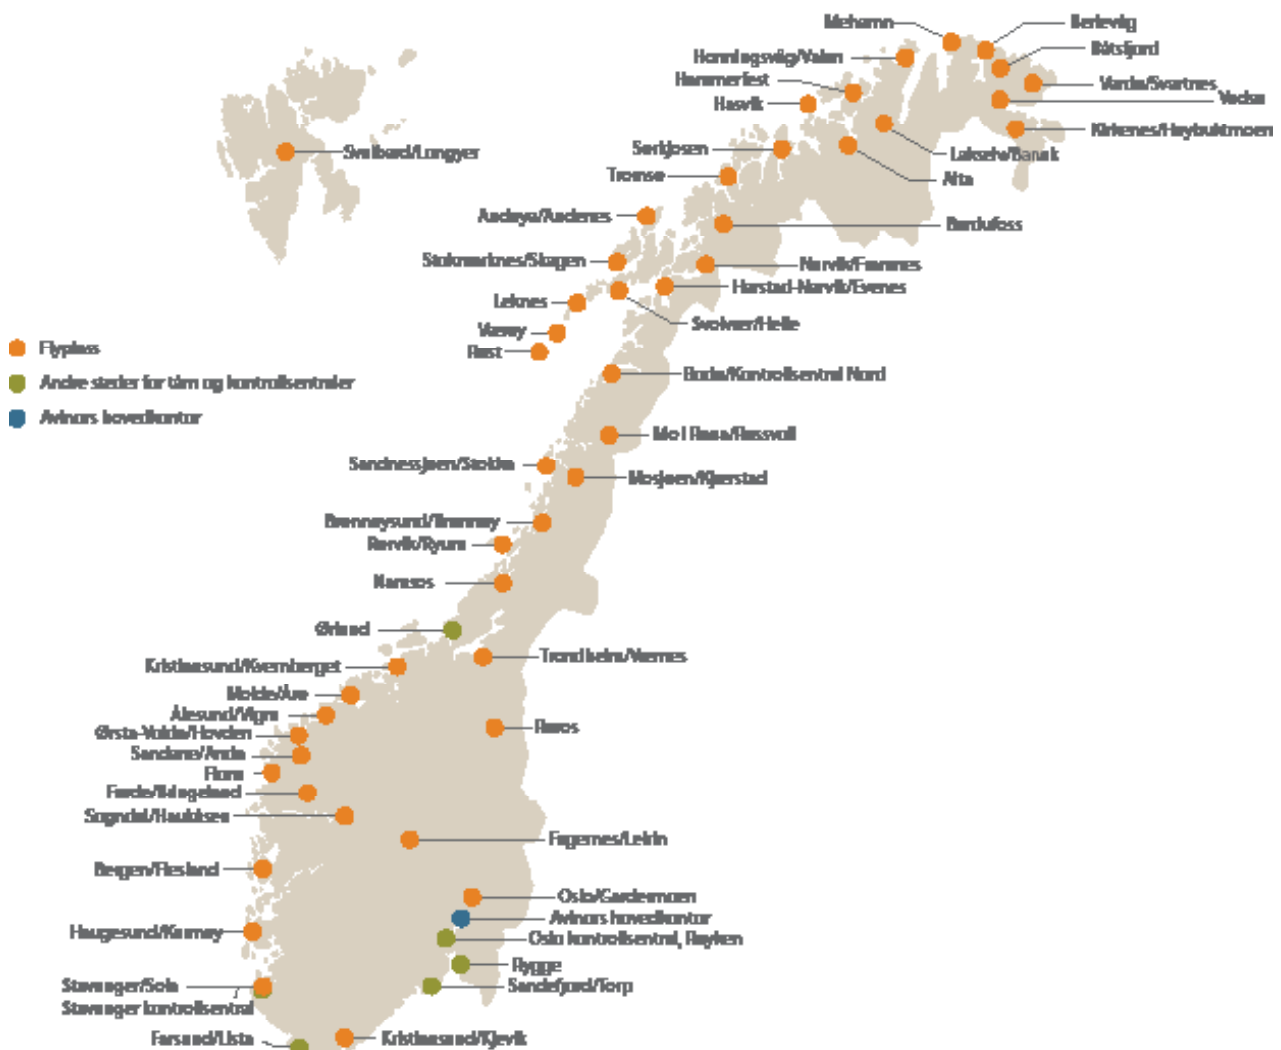 Mehamn
Berlevåg
Båtsfjord
Honningsvåg/Valan
Hammerfest
Vardø/Svartnes
Hasvik
Vadsø
Kirkenes/Høybuktmoen
Sørkjosen
Svalbard/Longyer
Lakselv/Banak
Tromsø
Alta
Andøya/Andenes
Bardufoss
Stokmarknes/Skagen
Narvik/Framnes
Harstad-Narvik/Evenes
Leknes
Svolvær/Helle
Værøy
Røst
Flyplass
Andre steder for tårn og kontrollsentraler
Avinors hovedkontor
Bodø/Kontrollsentral Nord
Mo I Rana/Røssvoll
Sandnessjøen/Stokka
Mosjøen/Kjærstad
Brønnøysund/Brønnøy
Rørvik/Ryum
Namsos
Ørland
Trondheim/Værnes
Kristiansund/Kvernberget
Molde/Årø
Ålesund/Vigra
Ørsta-Volda/Hovden
Røros
Sandane/Anda
Florø
Førde/Bringeland
Sogndal/Haukåsen
Fagernes/Leirin
Bergen/Flesland
Oslo/Gardermoen
Avinors hovedkontor
Haugesund/Karmøy
Oslo kontrollsentral, Røyken
Rygge
Stavanger/Sola
Sandefjord/Torp
Stavanger kontrollsentral
Farsund/Lista
Kristiansand/Kjevik